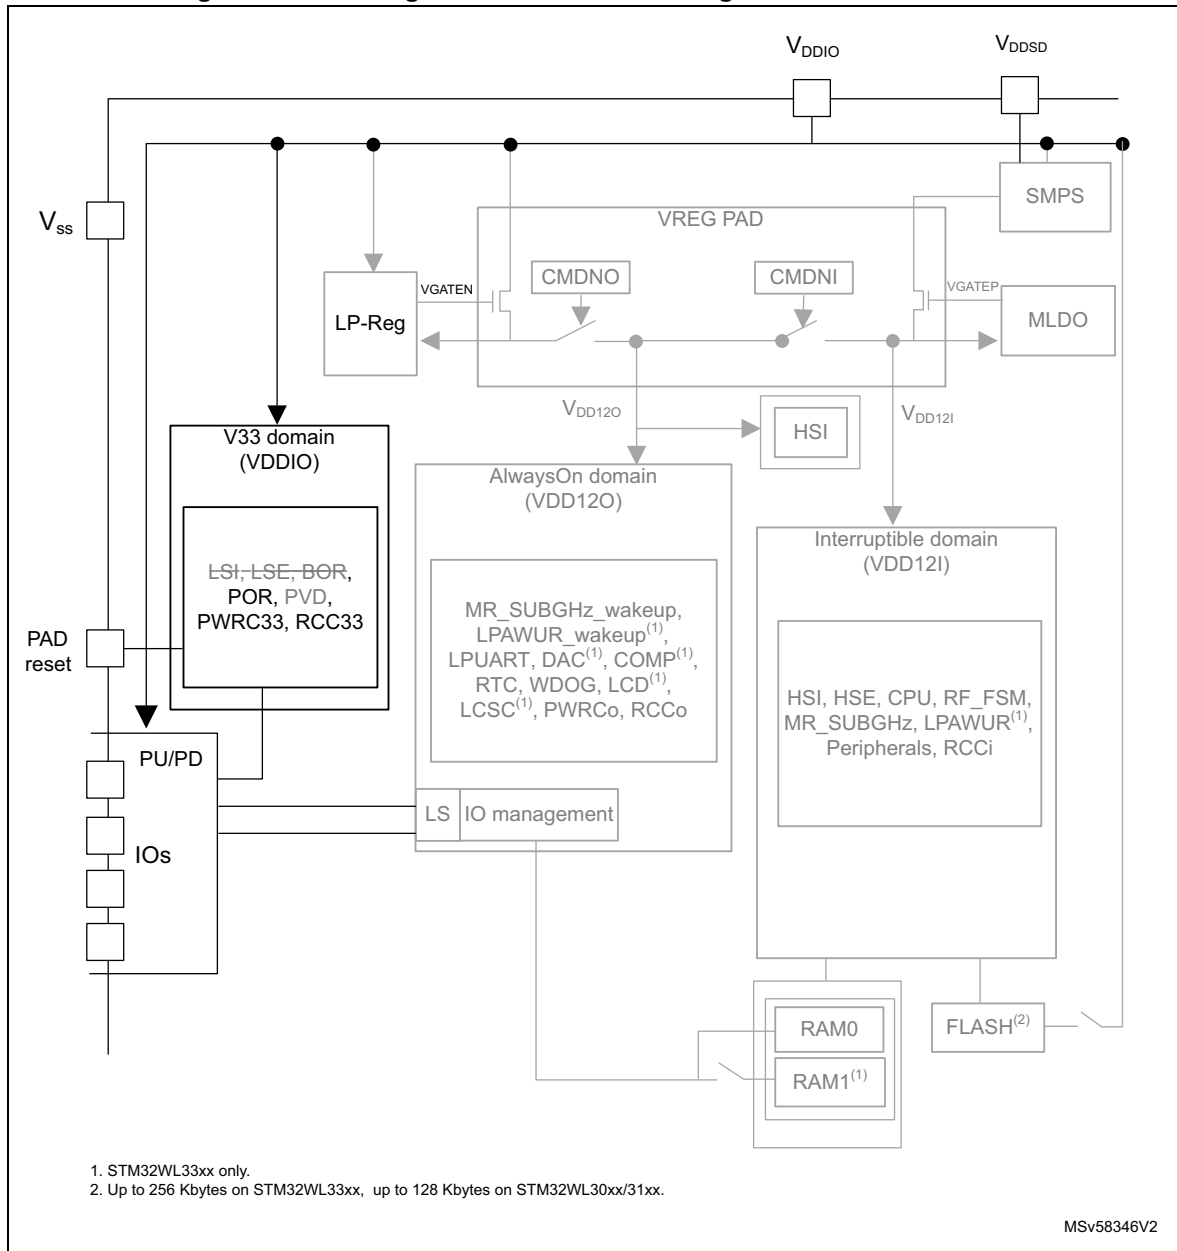 VDDIO
VDDSD
SMPS
Vss
VREG PAD
CMDNO
CMDNI
VGATEN
VGATEP
LP-Reg
MLDO
VDD12O
VDD12I
HSI
V33 domain
(VDDIO)
AlwaysOn domain
(VDD12O)
Interruptible domain
(VDD12I)
LSI, LSE, BOR,
POR, PVD,
PWRC33, RCC33
PAD
reset
MR_SUBGHz_wakeup,
LPAWUR_wakeup(1),
LPUART, DAC(1), COMP(1),
RTC, WDOG, LCD(1),
LCSC(1), PWRCo, RCCo
HSI, HSE, CPU, RF_FSM,
MR_SUBGHz, LPAWUR(1),
Peripherals, RCCi
PU/PD
IOs
LS
IO management
RAM0
RAM1(1)
FLASH(2)
1. STM32WL33xx only.
2. Up to 256 Kbytes on STM32WL33xx, up to 128 Kbytes on STM32WL30xx/31xx.
MSv58346V2